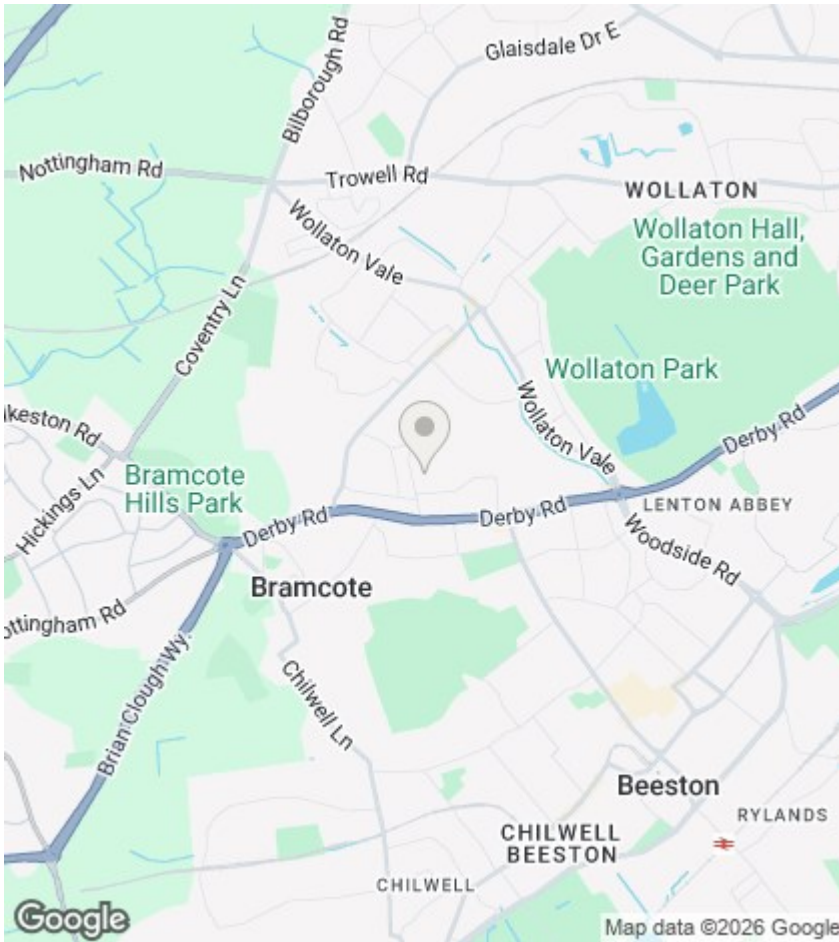 Glaisdale Dr E
Bilborough Rd
Nottingham Rd
Trowell Rd
WOLLATON
Wollaton Vale
Wollaton Hall,
Gardens and
Deer Park
Coventry Ln
Wollaton Park
Wollaton Vale
Derby Rd
lkeston Rd
Hickings Ln
Bramcote
Hills Park
Derby Rd
Derby Rd
LENTON ABBEY
Woodside Rd
Bramcote
ottingham Rd
Chilwell Ln
Brian Clough Wy.
Beeston
RYLANDS
CHILWELL
BEESTON
CHILWELL
Google
Map data ©2026 Google